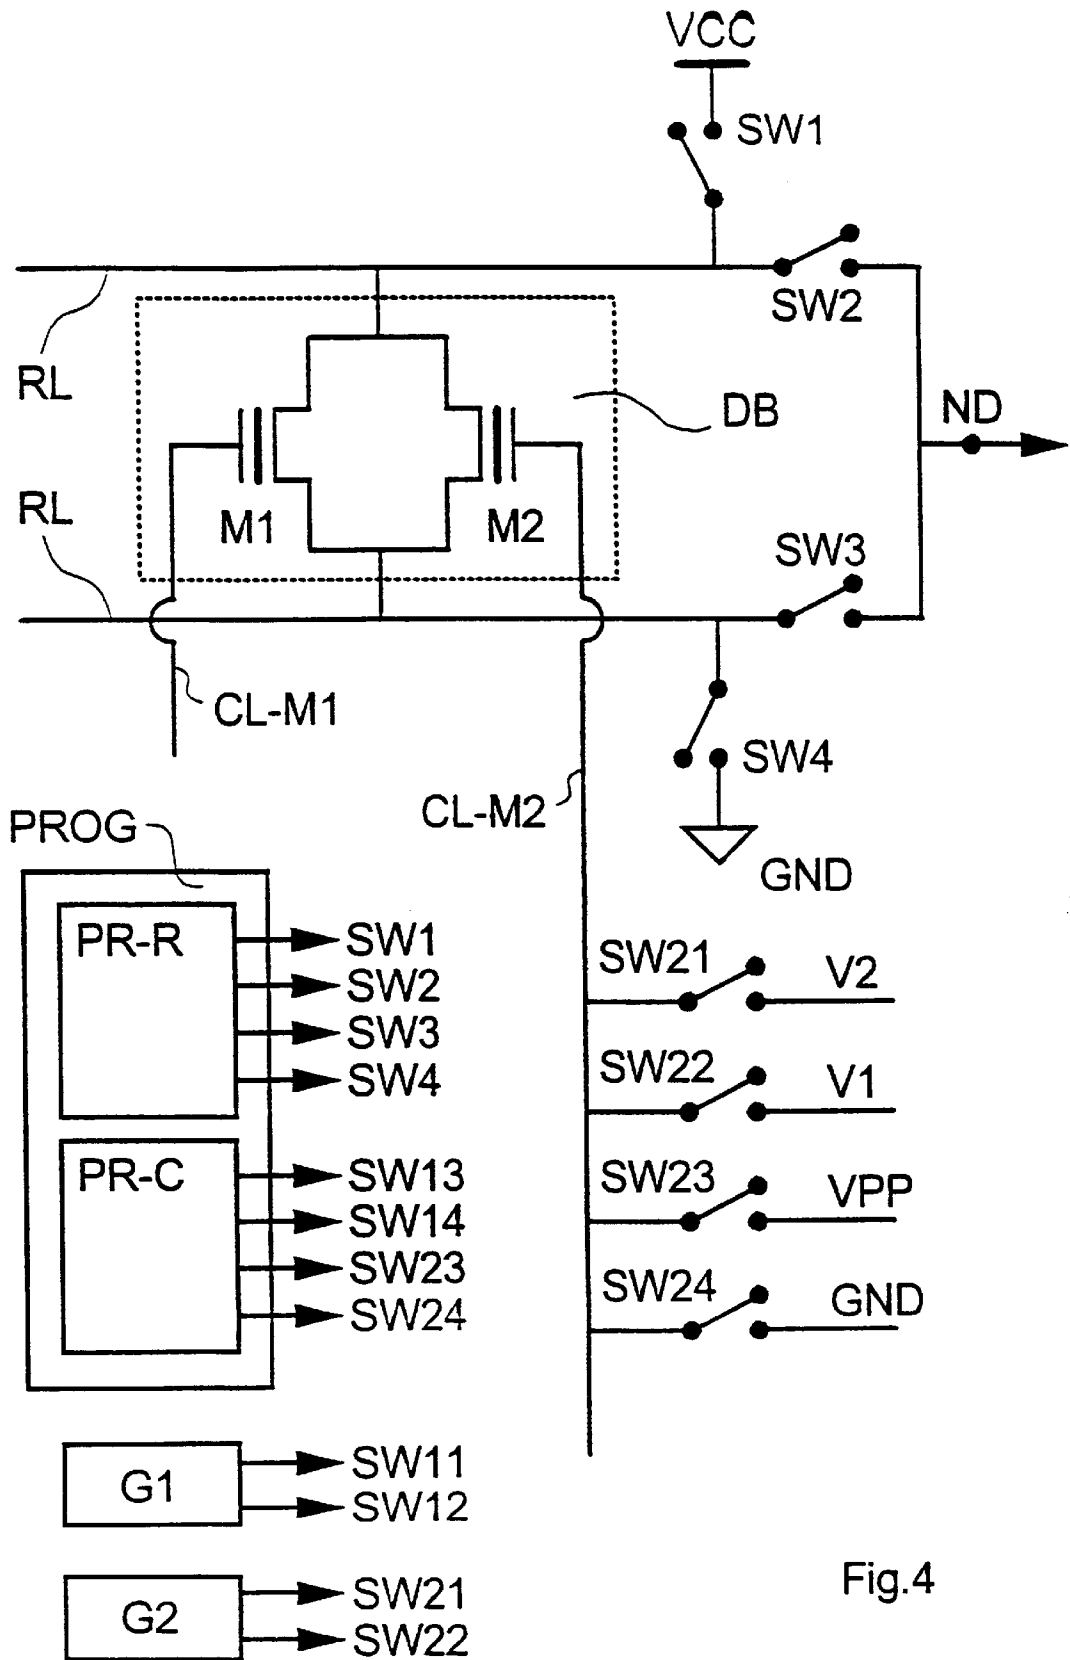 VCC
SW1
SW2
RL
DB
ND
RL
M1
M2
SW3
CL-M1
SW4
CL-M2
GND
PROG
PR-R
SW1
SW2
SW3
SW4
PR-C
SW13
SW14
SW23
SW24
SW21
V2
SW22
V1
SW23
VPP
SW24
GND
G1
SW11
SW12
G2
SW21
SW22
Fig.4